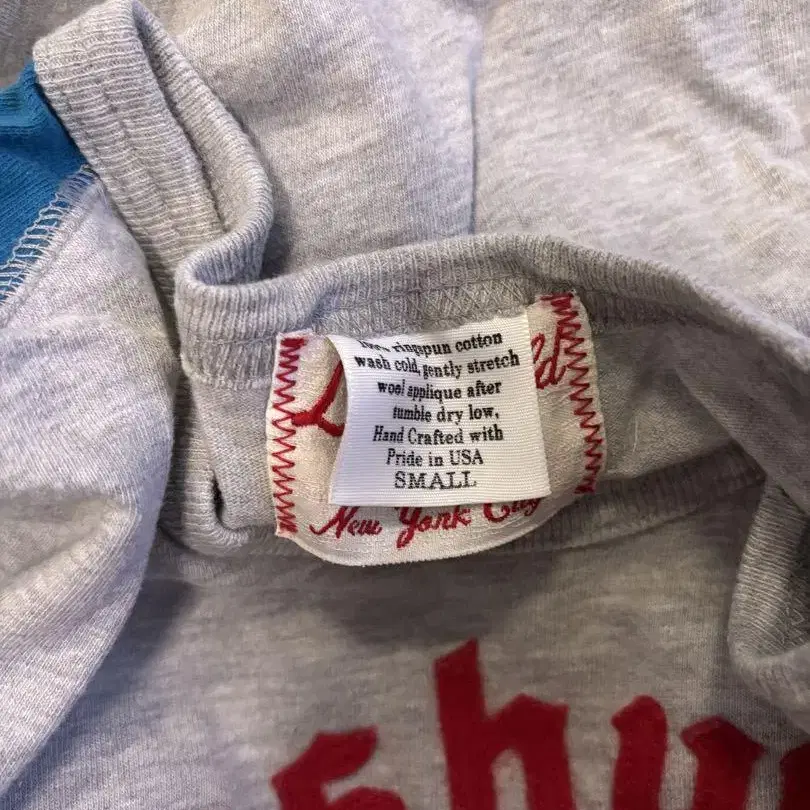 ringspun cotton
wash cold, gently stretch
wool applique after
tumble dry low,
Hand Crafted with
Pride in USA
SMALL
New York City